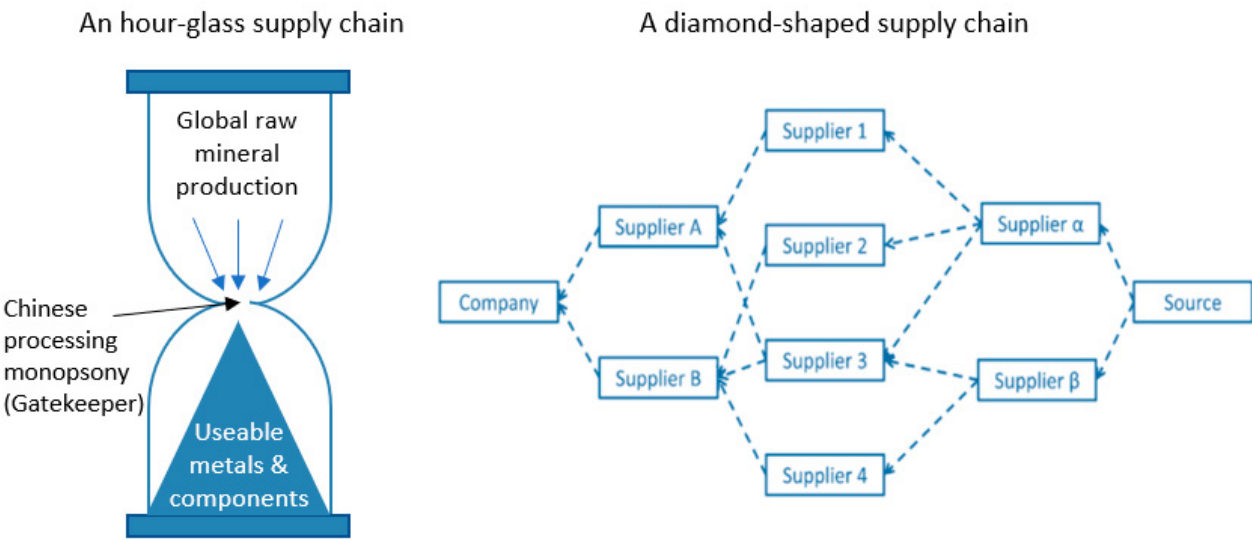 An hour-glass supply chain
Global raw
mineral
production
Chinese
processing
monopsony
(Gatekeeper)
Useable
metals &
components
A diamond-shaped supply chain
Company
Supplier A
Supplier B
Supplier 1
Supplier 2
Supplier 3
Supplier 4
Supplier α
Supplier β
Source